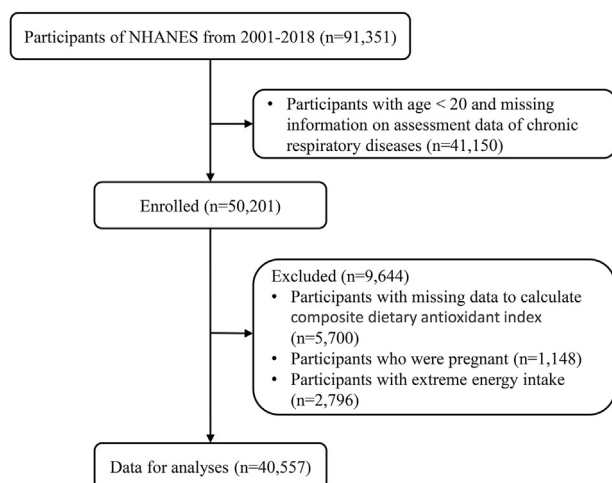 Participants of NHANES from 2001-2018 (n=91,351)
• Participants with age < 20 and missing
information on assessment data of chronic
respiratory diseases (n=41,150)
Enrolled (n=50,201)
Excluded (n=9,644)
• Participants with missing data to calculate
composite dietary antioxidant index
(n=5,700)
• Participants who were pregnant (n=1,148)
• Participants with extreme energy intake
(n=2,796)
Data for analyses (n=40,557)